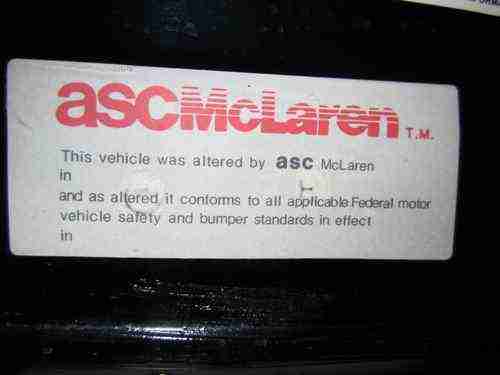 ascMcLaren T.M.
This vehicle was altered by asc McLaren
in
and as altered it conforms to all applicable Federal motor
vehicle safety and bumper standards in effect
in